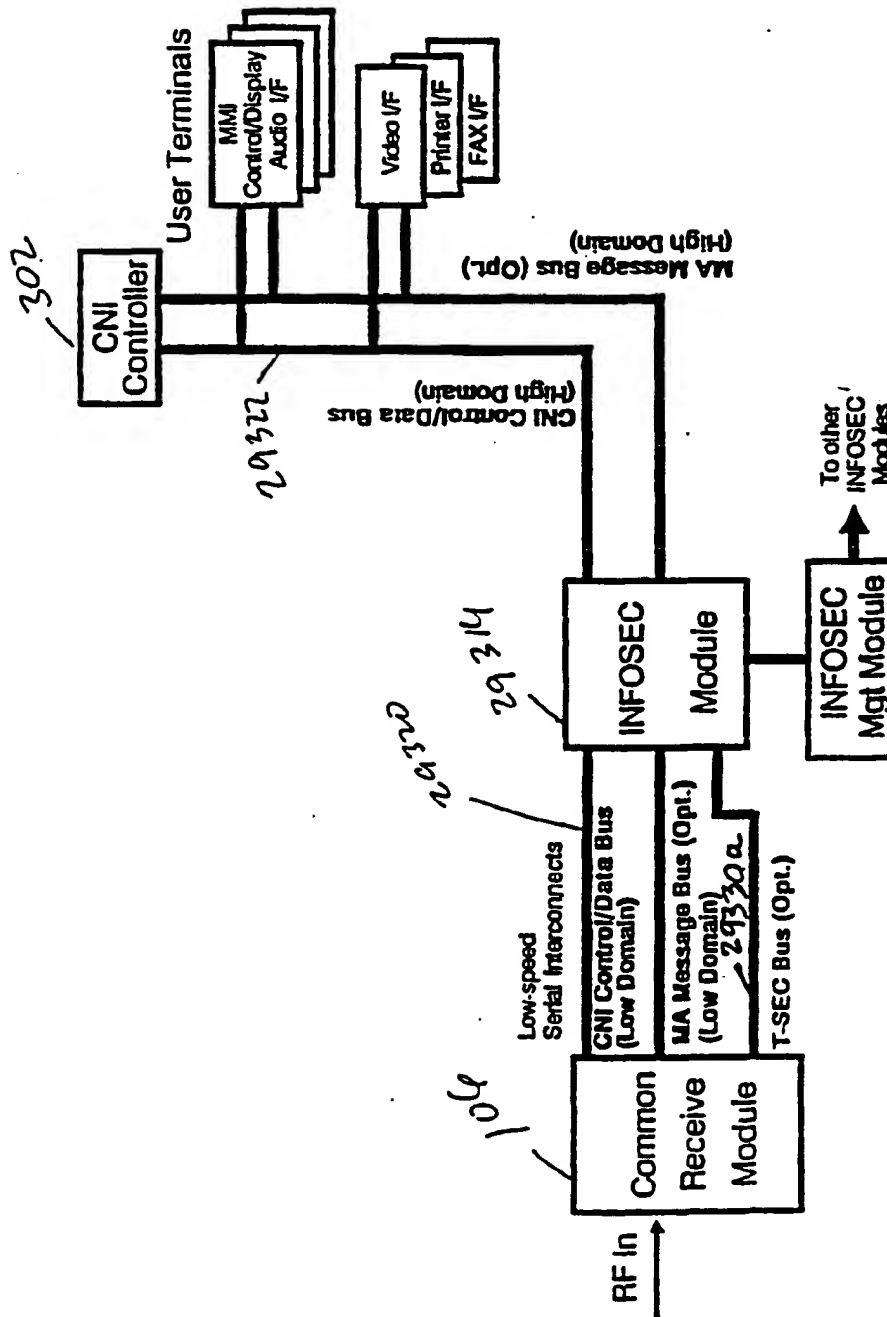 302
CNI
Controller
User Terminals
MMI
Control/Display
Audio I/F
Video I/F
Printer I/F
FAX I/F
29322
CNI Control/Data Bus
(High Domain)
MA Message Bus (Opt.)
(High Domain)
29314
INFOSEC
Module
INFOSEC
Mgt Module
To other
INFOSEC
Modules
29320
Low-speed
Serial Interconnects
CNI Control/Data Bus
(Low Domain)
MA Message Bus (Opt.)
(Low Domain)
29330a
T-SEC Bus (Opt.)
Common
Receive
Module
RF In